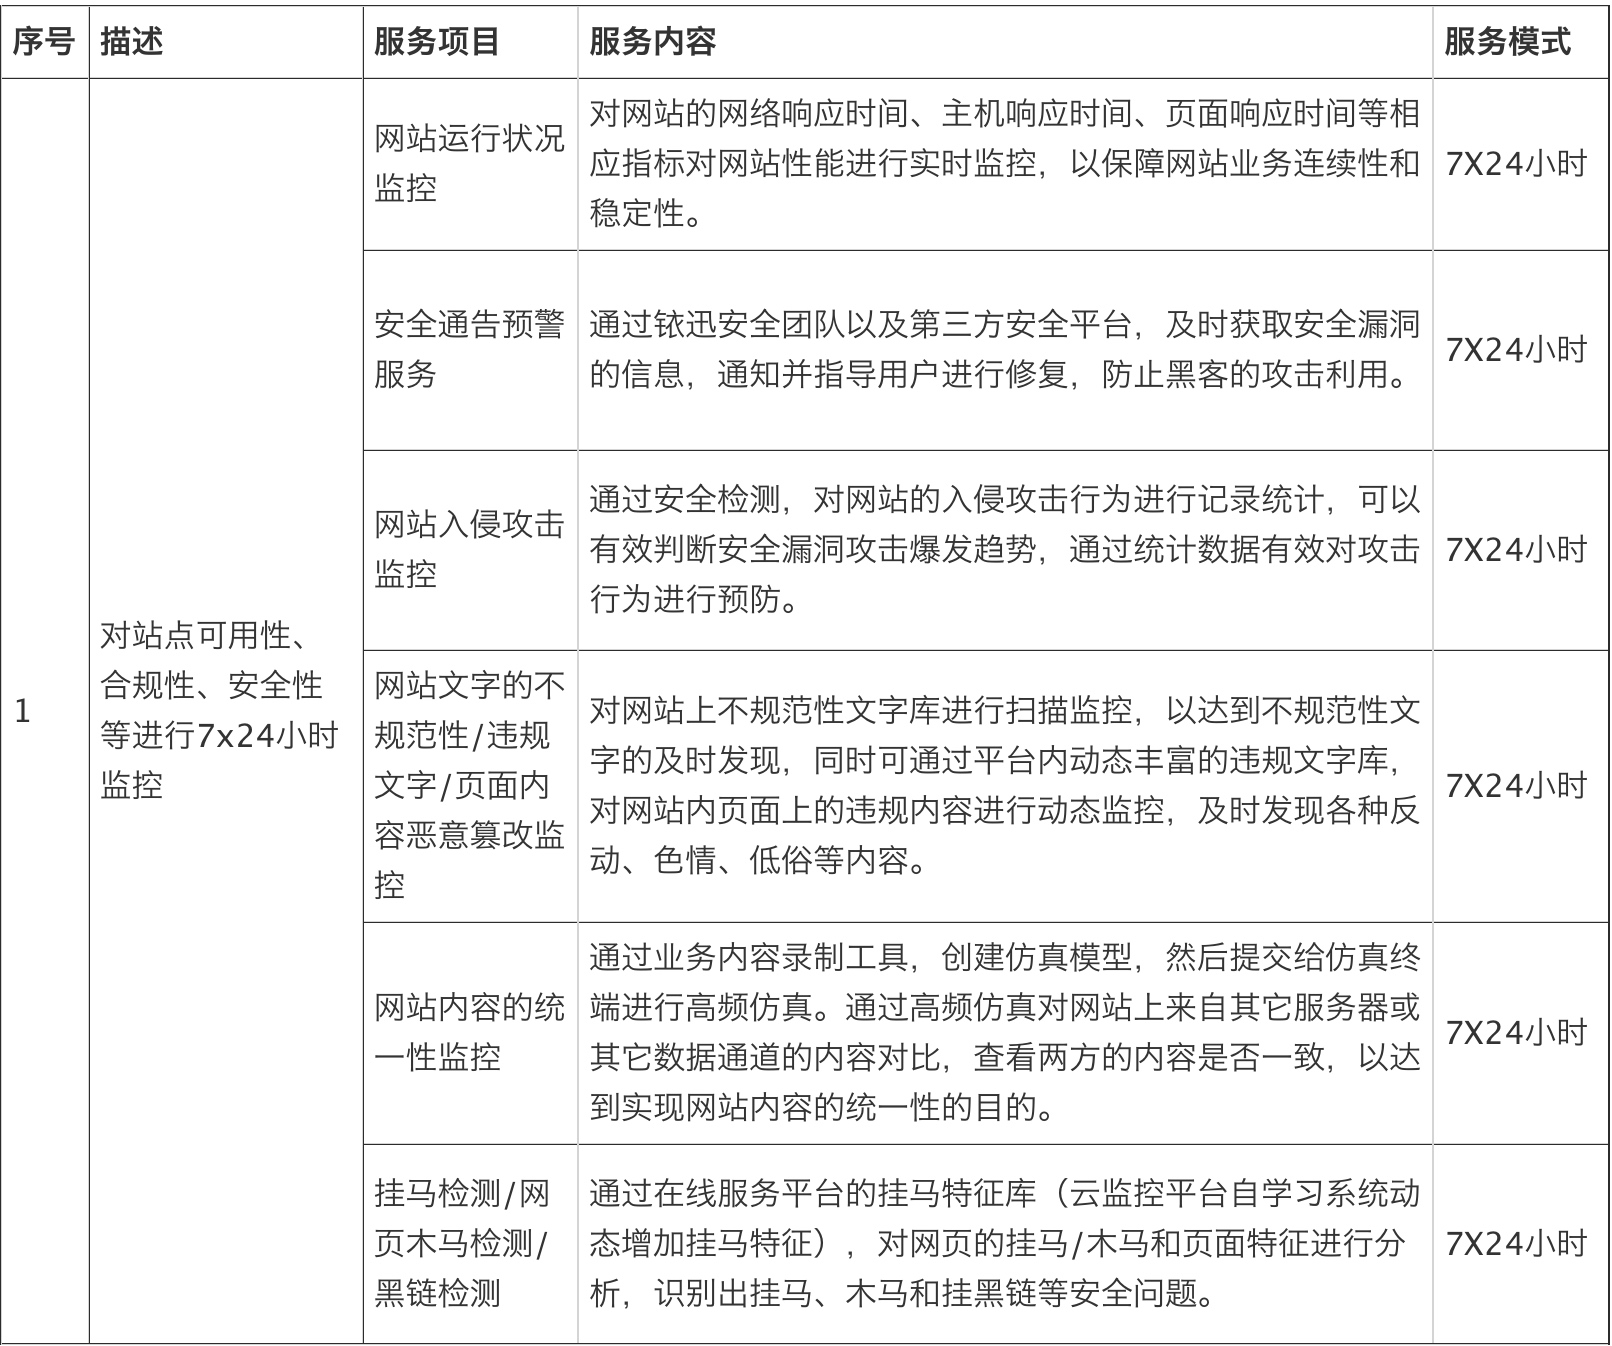 序号
描述
服务项目
服务内容
服务模式
1
对站点可用性、
合规性、安全性
等进行7x24小时
监控
网站运行状况
监控
对网站的网络响应时间、主机响应时间、页面响应时间等相
应指标对网站性能进行实时监控，以保障网站业务连续性和
稳定性。
7X24小时
安全通告预警
服务
通过铱迅安全团队以及第三方安全平台，及时获取安全漏洞
的信息，通知并指导用户进行修复，防止黑客的攻击利用。
7X24小时
网站入侵攻击
监控
通过安全检测，对网站的入侵攻击行为进行记录统计，可以
有效判断安全漏洞攻击爆发趋势，通过统计数据有效对攻击
行为进行预防。
7X24小时
网站文字的不
规范性/违规
文字/页面内
容恶意篡改监
控
对网站上不规范性文字库进行扫描监控，以达到不规范性文
字的及时发现，同时可通过平台内动态丰富的违规文字库，
对网站内页面上的违规内容进行动态监控，及时发现各种反
动、色情、低俗等内容。
7X24小时
网站内容的统
一性监控
通过业务内容录制工具，创建仿真模型，然后提交给仿真终
端进行高频仿真。通过高频仿真对网站上来自其它服务器或
其它数据通道的内容对比，查看两方的内容是否一致，以达
到实现网站内容的统一性的目的。
7X24小时
挂马检测/网
页木马检测/
黑链检测
通过在线服务平台的挂马特征库（云监控平台自学习系统动
态增加挂马特征），对网页的挂马/木马和页面特征进行分
析，识别出挂马、木马和挂黑链等安全问题。
7X24小时